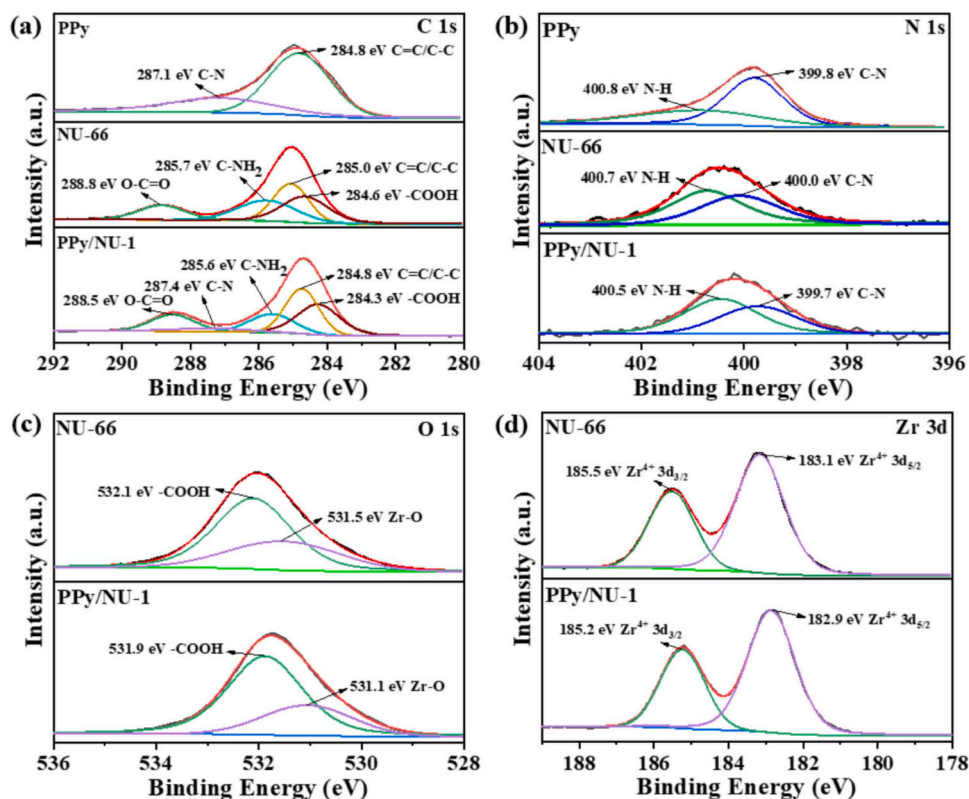 (a) PPy C 1s
284.8 eV C=C/C-C
287.1 eV C-N
NU-66
285.7 eV C-NH2
285.0 eV C=C/C-C
288.8 eV O-C=O
284.6 -COOH
PPy/NU-1
285.6 eV C-NH2
284.8 eV C=C/C-C
287.4 eV C-N
288.5 eV O-C=O
284.3 -COOH
292 290 288 286 284 282 280
Binding Energy (eV)
Intensity (a.u.)
(b) PPy N 1s
399.8 eV C-N
400.8 eV N-H
NU-66
400.7 eV N-H
400.0 eV C-N
PPy/NU-1
400.5 eV N-H
399.7 eV C-N
404 402 400 398 396
Binding Energy (eV)
Intensity (a.u.)
(c) NU-66 O 1s
532.1 eV -COOH
531.5 eV Zr-O
PPy/NU-1
531.9 eV -COOH
531.1 eV Zr-O
536 534 532 530 528
Binding Energy (eV)
Intensity (a.u.)
(d) NU-66 Zr 3d
183.1 eV Zr4+ 3d5/2
185.5 eV Zr4+ 3d3/2
PPy/NU-1
182.9 eV Zr4+ 3d5/2
185.2 eV Zr4+ 3d3/2
188 186 184 182 180 178
Binding Energy (eV)
Intensity (a.u.)